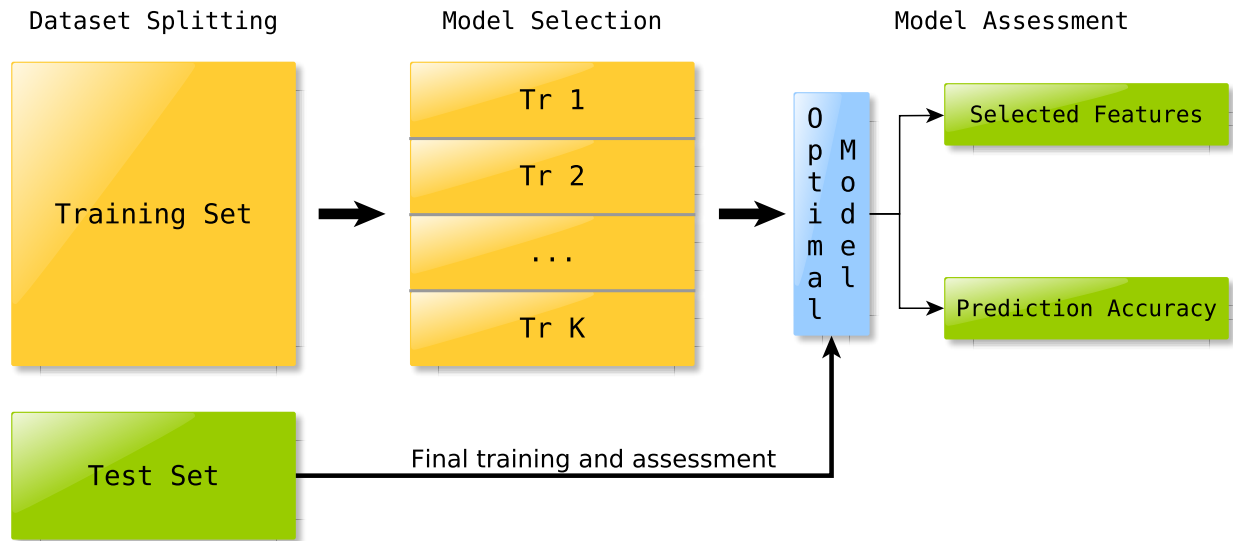 Dataset Splitting
Model Selection
Model Assessment
Training Set
Tr 1
Tr 2
...
Tr K
Optimal
Model
Selected Features
Prediction Accuracy
Test Set
Final training and assessment